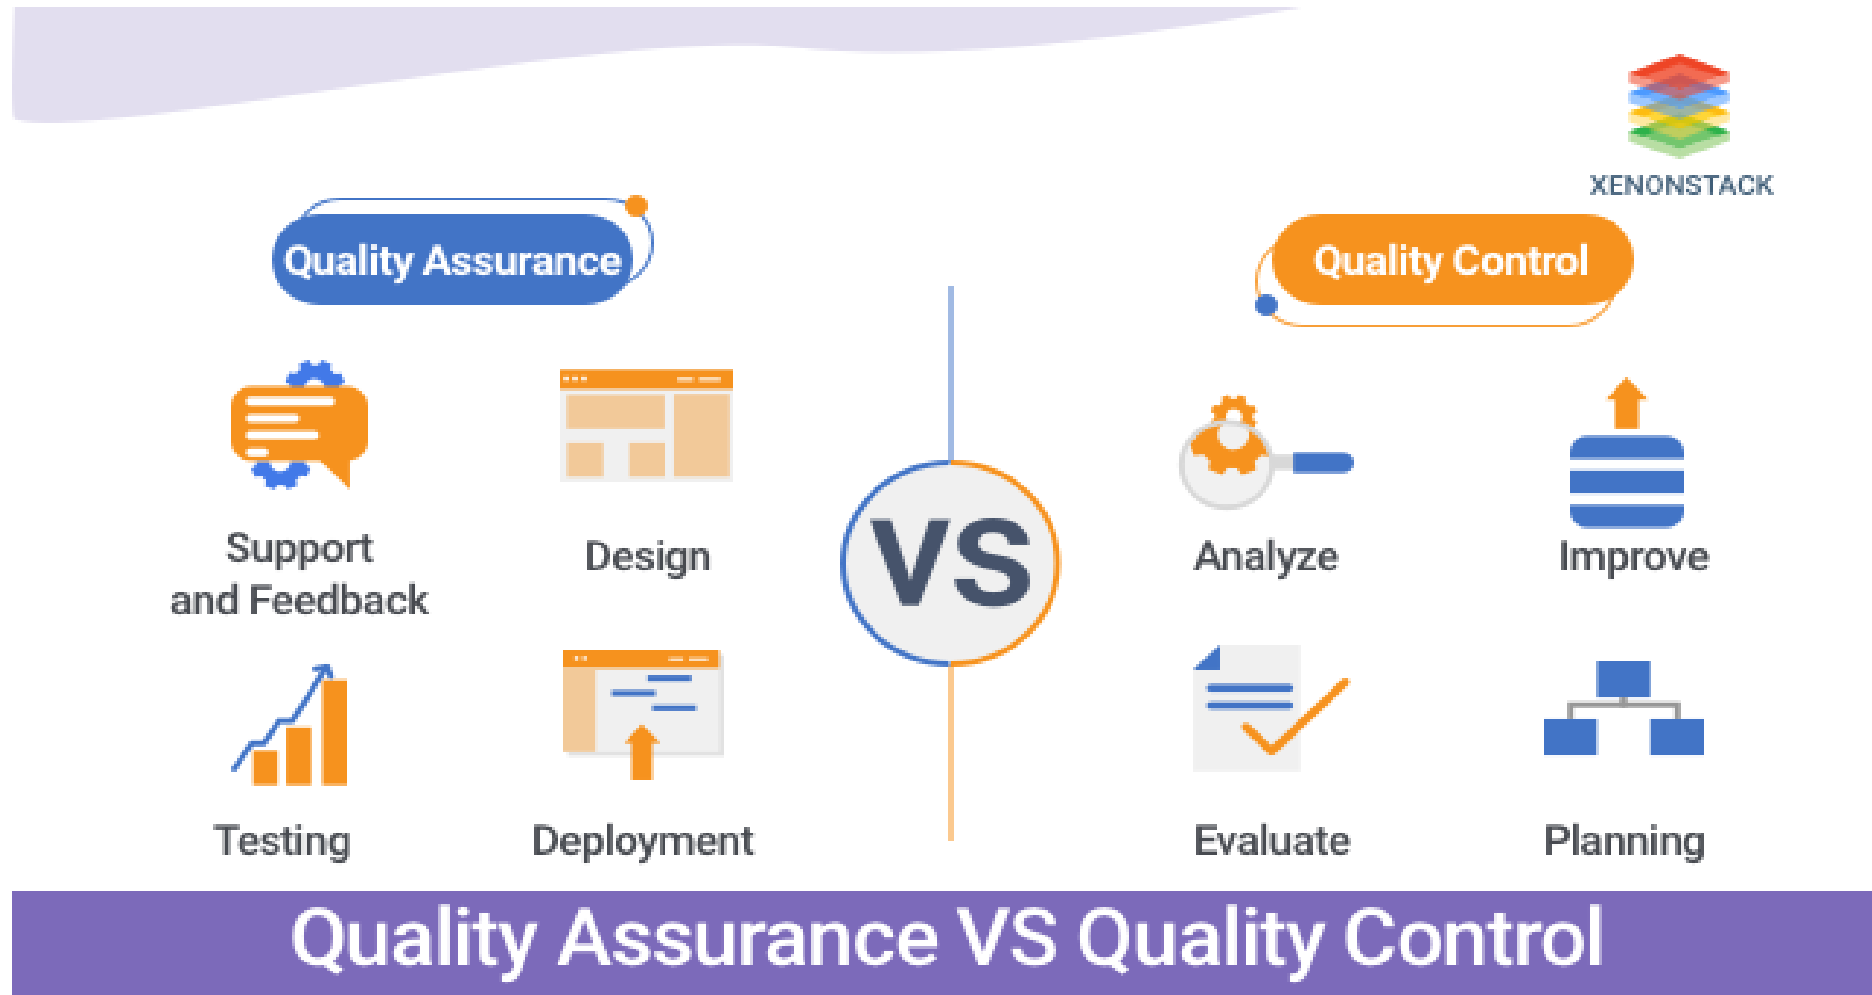 XENONSTACK
Quality Assurance
Quality Control
Support
and Feedback
Design
VS
Analyze
Improve
Testing
Deployment
Evaluate
Planning
Quality Assurance VS Quality Control